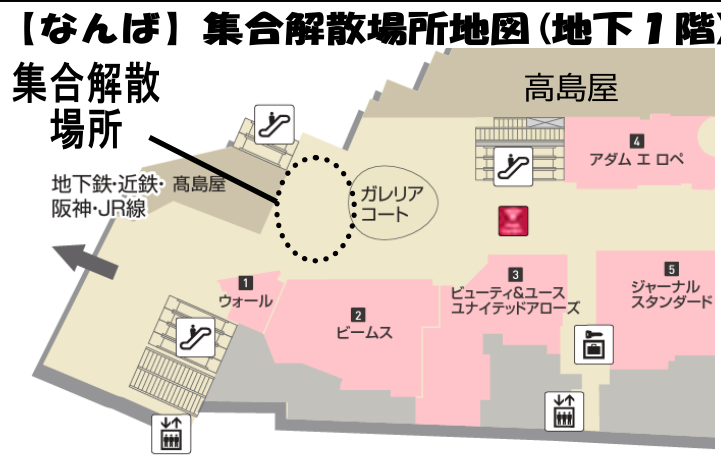 【なんば】集合解散場所地図(地下1階)
集合解散
場所
高島屋
4
アダム エ ロペ
地下鉄・近鉄・
阪神・JR線
髙島屋
ガレリア
コート
1
ウォール
2
ビームス
3
ビューティ&ユース
ユナイテッドアローズ
5
ジャーナル
スタンダード